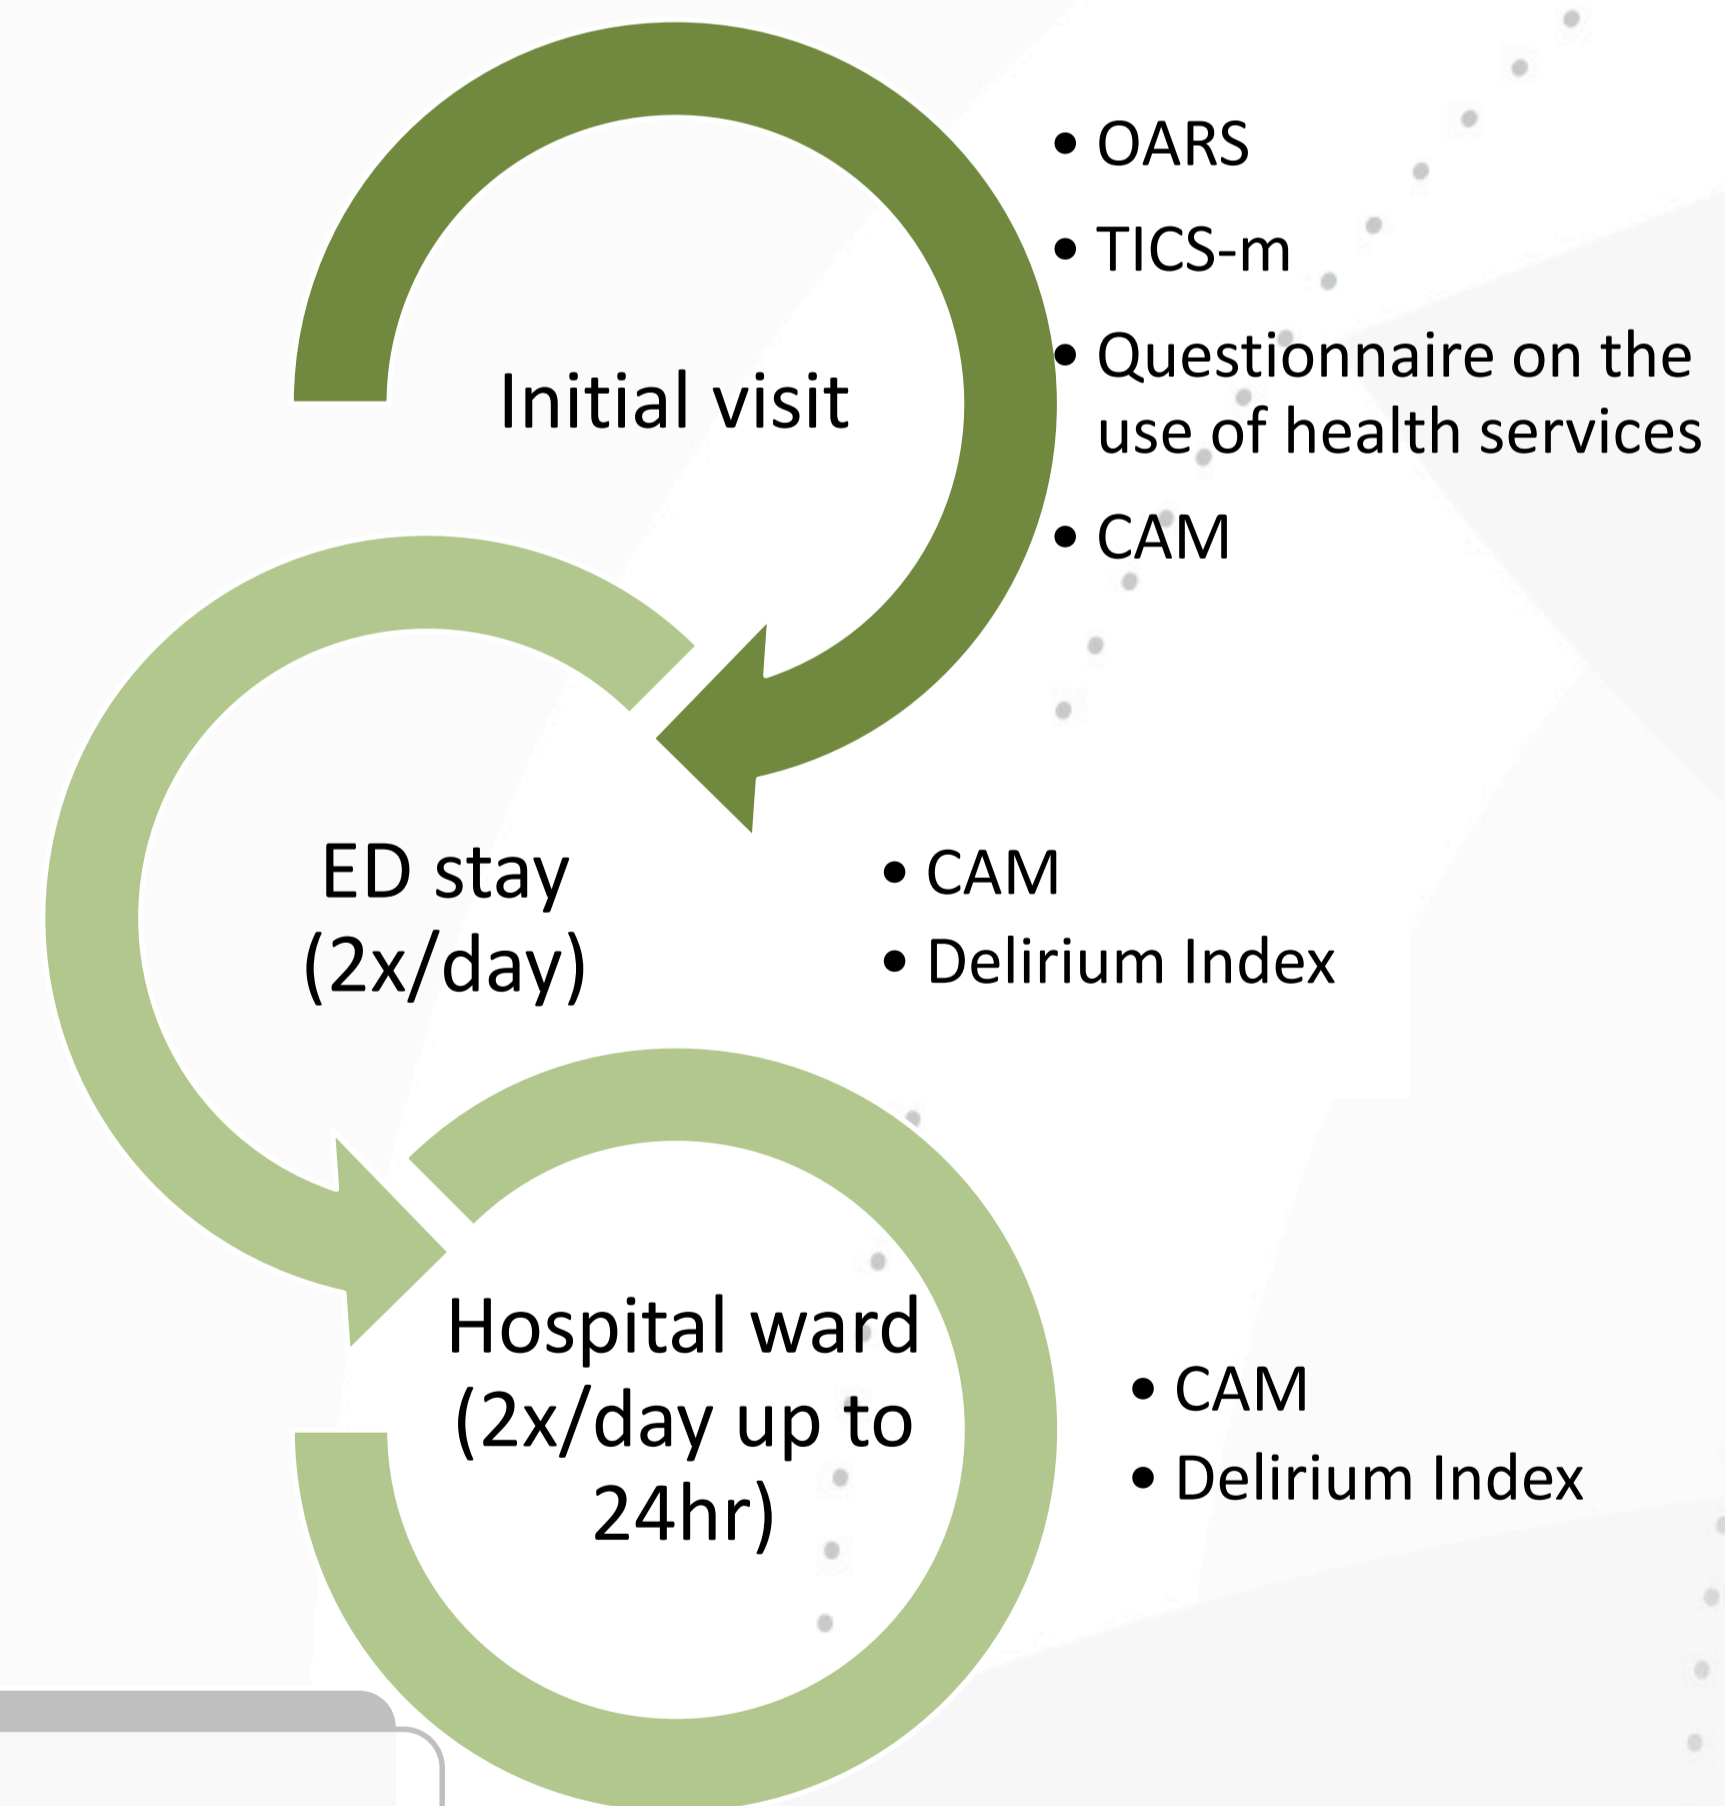 Initial visit
• OARS
• TICS-m
• Questionnaire on the
use of health services
• CAM
ED stay
(2x/day)
• CAM
• Delirium Index
Hospital ward
(2x/day up to
24hr)
• CAM
• Delirium Index